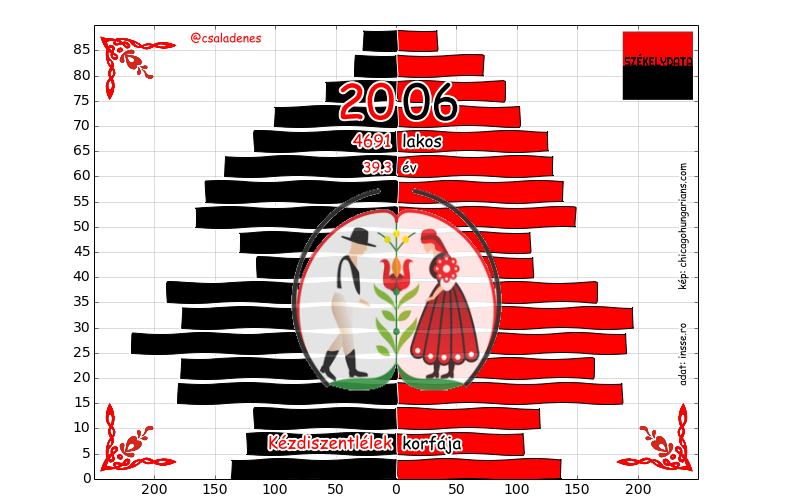 @csaladenes
SZÉKELYDATA
2006
4691 lakos
39.3 év
kép: chicagohungarians.com
adat: insse.ro
Kézdiszentlélek korfája
85
80
75
70
65
60
55
50
45
40
35
30
25
20
15
10
5
0
200 150 100 50 0 50 100 150 200